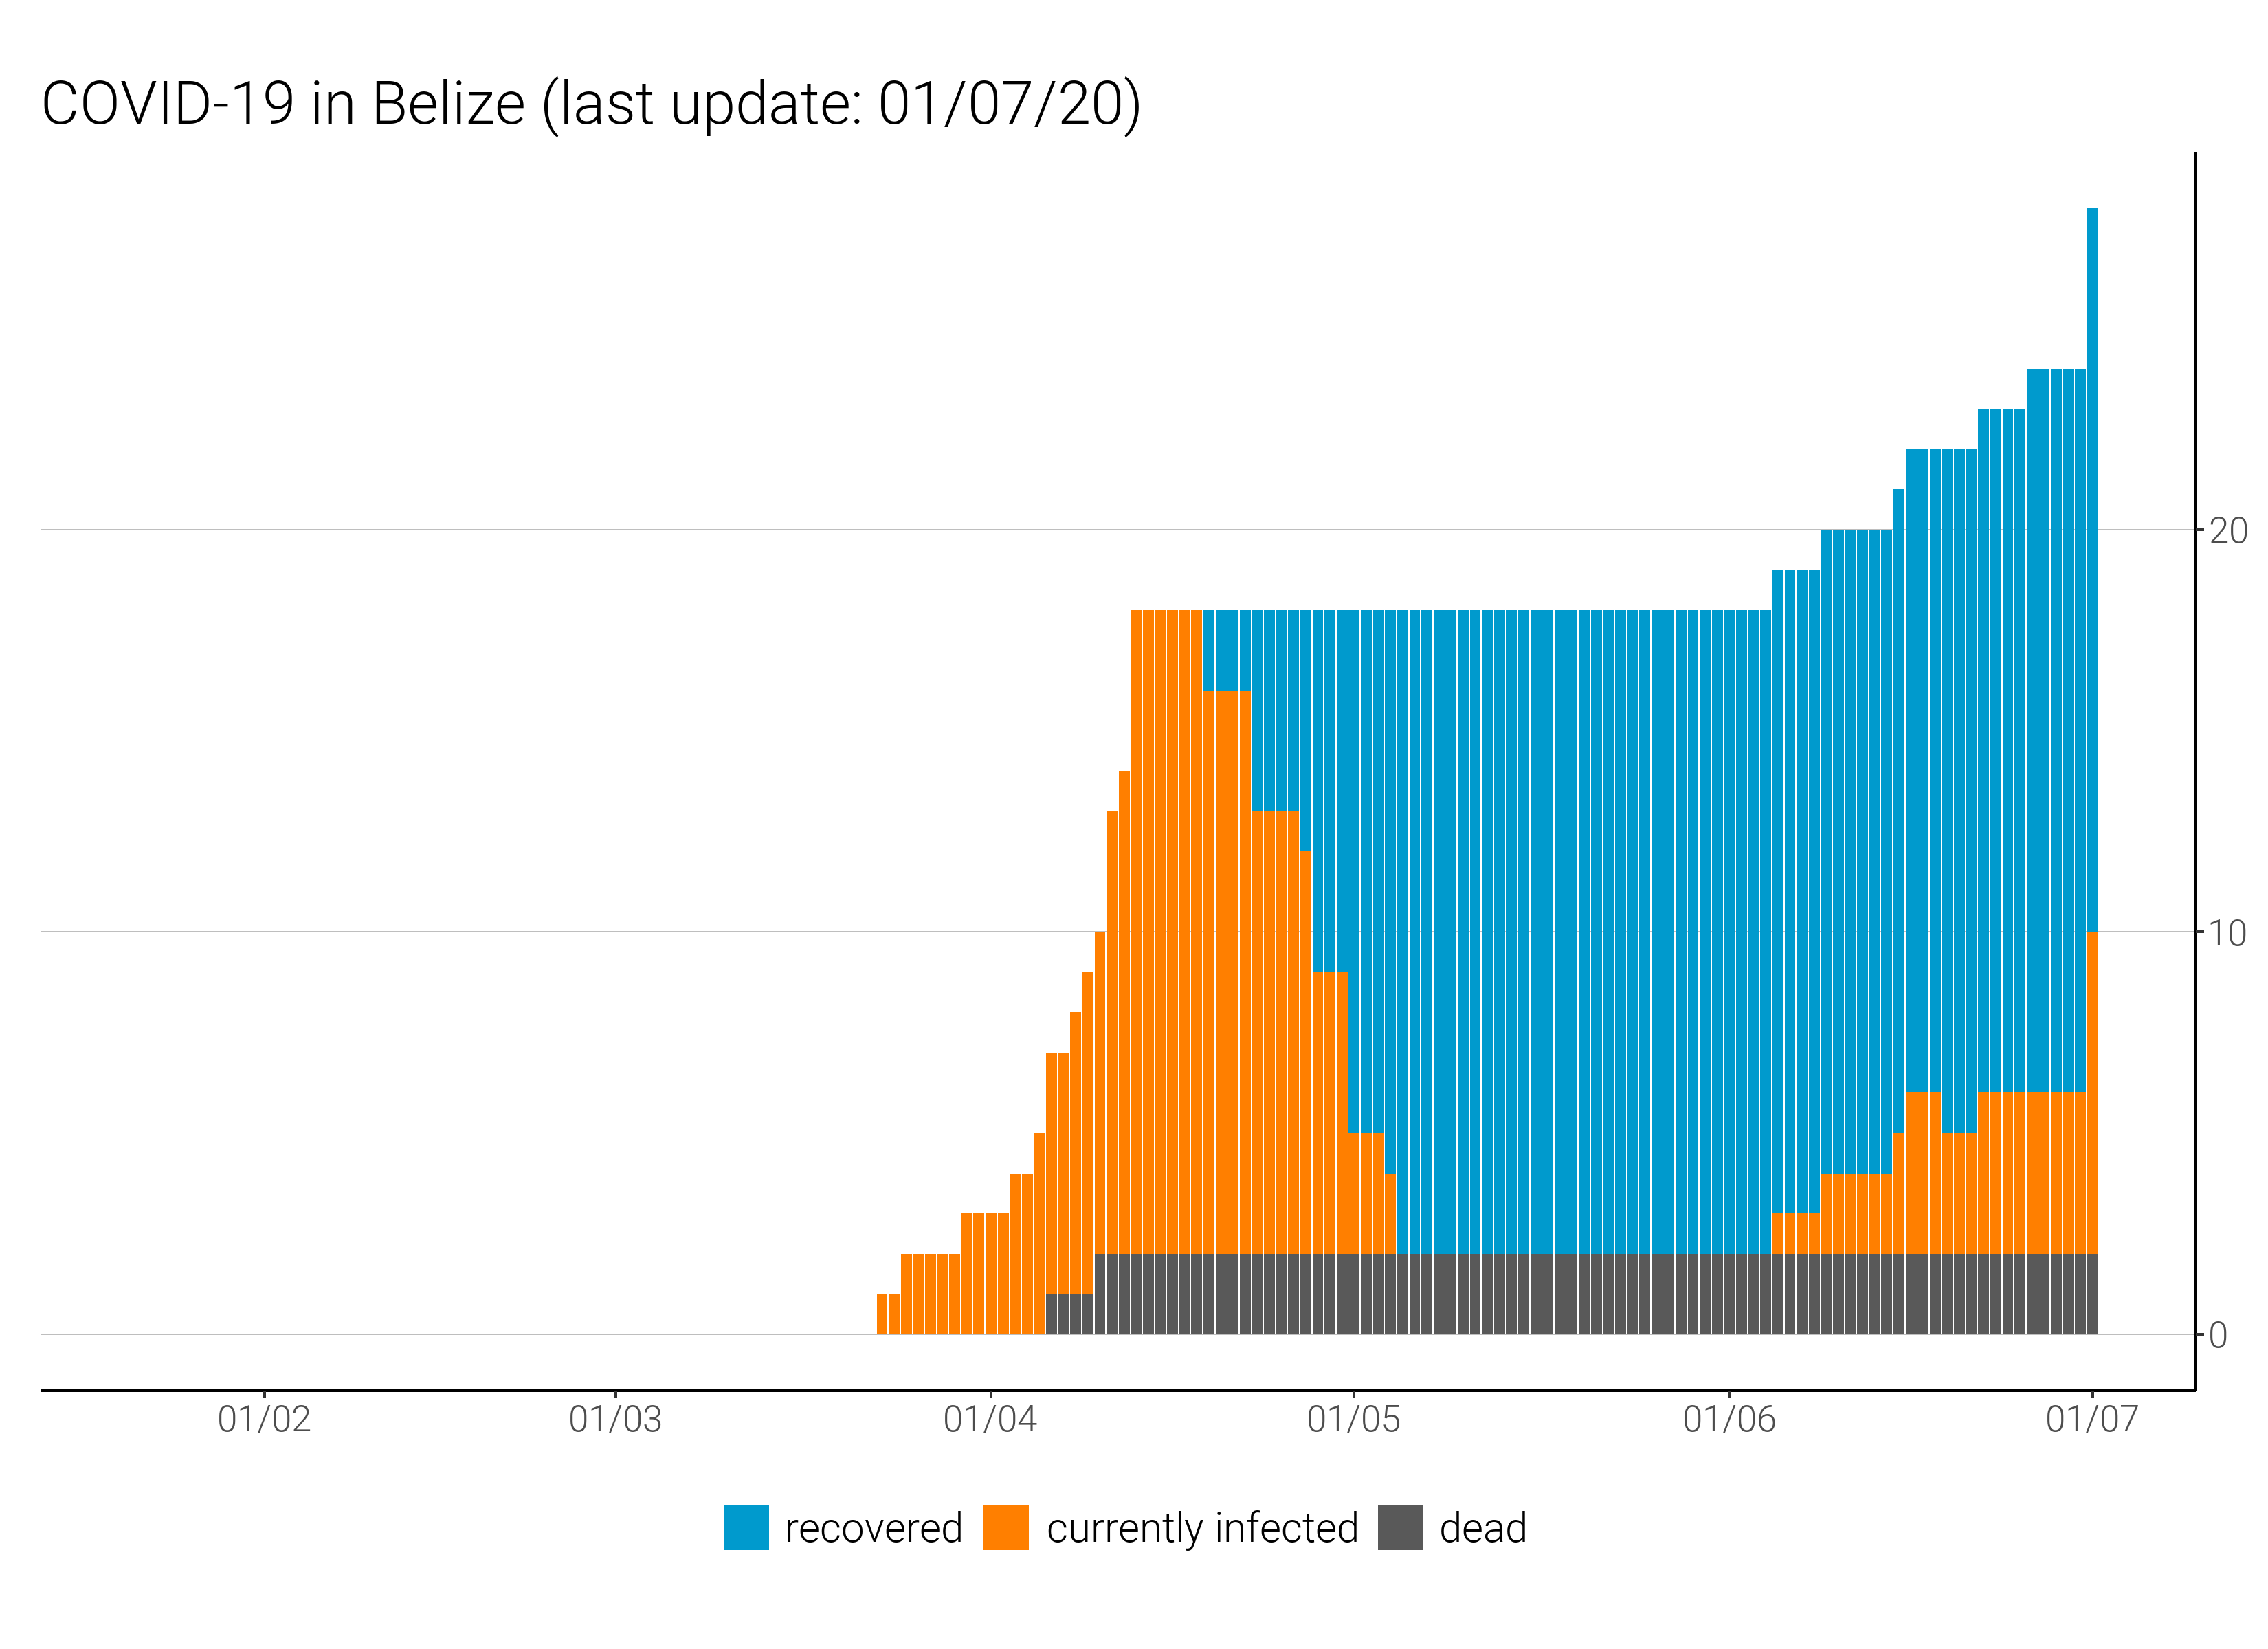 COVID-19 in Belize (last update: 01/07/20)
20
10
0
01/02 01/03 01/04 01/05 01/06 01/07
recovered currently infected dead